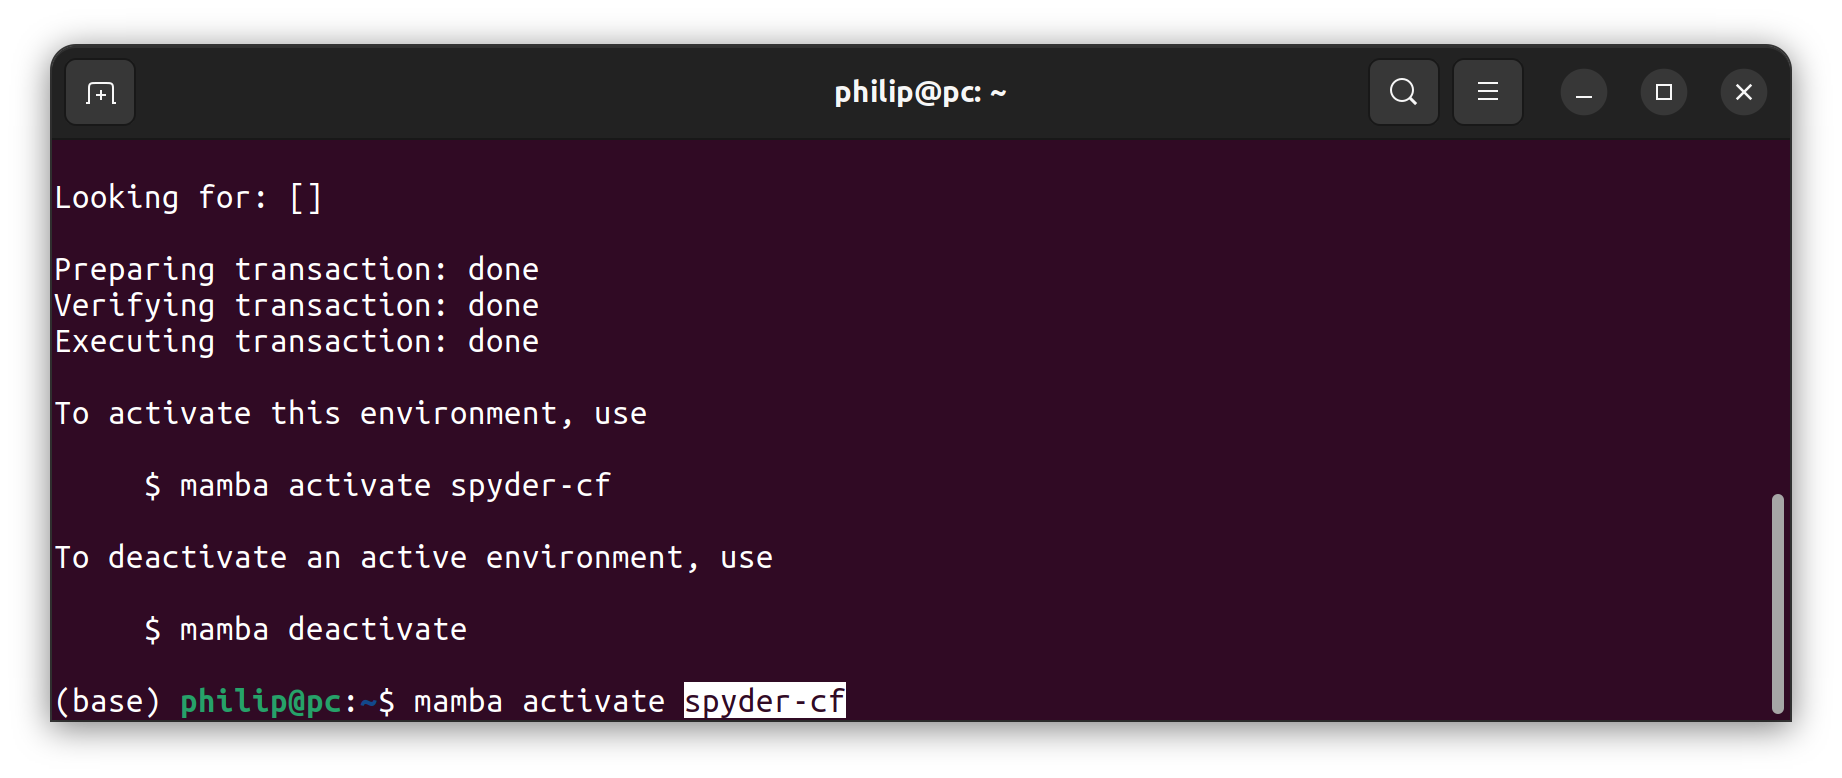 philip@pc: ~
Looking for: []
Preparing transaction: done
Verifying transaction: done
Executing transaction: done
To activate this environment, use
$ mamba activate spyder-cf
To deactivate an active environment, use
$ mamba deactivate
(base) philip@pc:~$ mamba activate spyder-cf